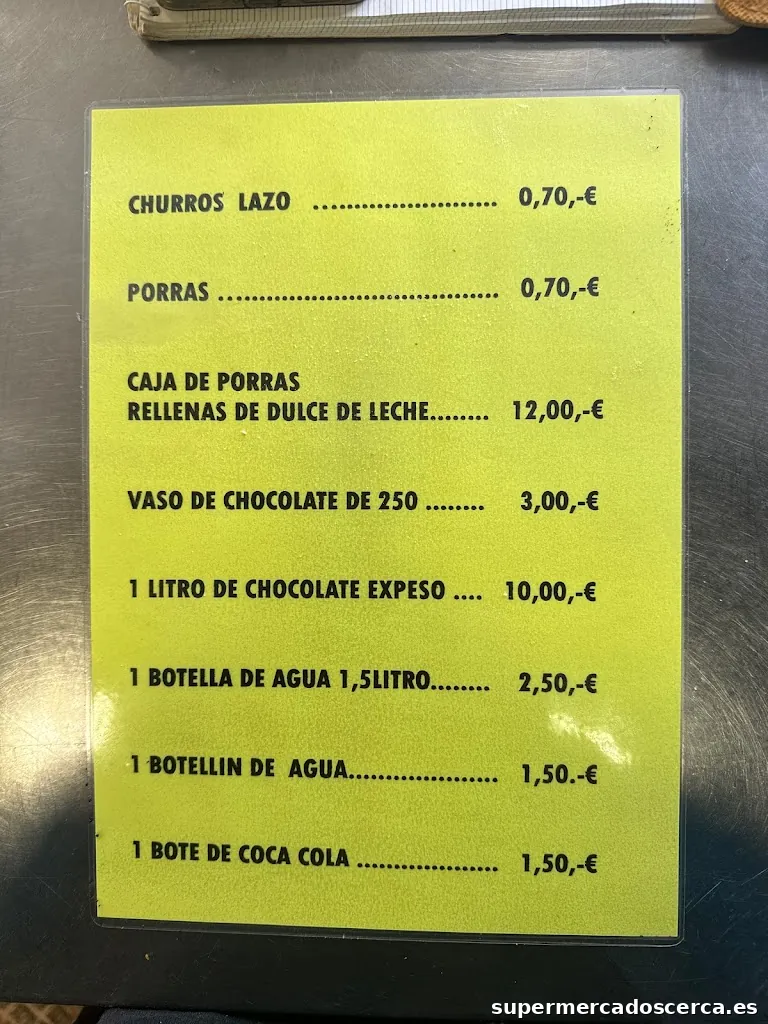 CHURROS LAZO ........................ 0,70,-€
PORRAS ..................................... 0,70,-€
CAJA DE PORRAS
RELLENAS DE DULCE DE LECHE........ 12,00,-€
VASO DE CHOCOLATE DE 250 ........ 3,00,-€
1 LITRO DE CHOCOLATE EXPESO .... 10,00,-€
1 BOTELLA DE AGUA 1,5LITRO........ 2,50,-€
1 BOTELLIN DE AGUA.................... 1,50.-€
1 BOTE DE COCA COLA ................... 1,50,-€
supermercadoscerca.es